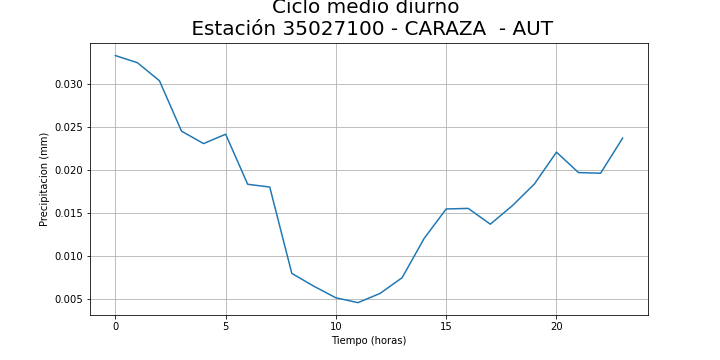 Ciclo medio diurno
Estación 35027100 - CARAZA  - AUT
0.030
0.025
0.020
0.015
0.010
0.005
Precipitacion (mm)
0 5 10 15 20
Tiempo (horas)